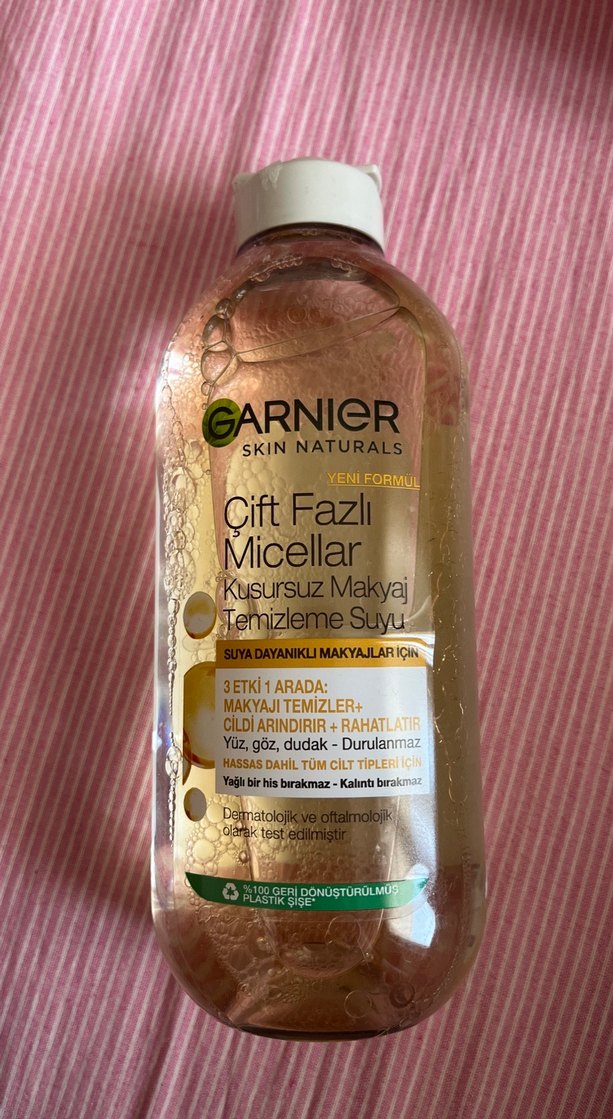 GARNIER
SKIN NATURALS
YENİ FORMÜL
Çift Fazlı
Micellar
Kusursuz Makyaj
Temizleme Suyu
SUYA DAYANIKLI MAKYAJLAR İÇİN
3 ETKİ 1 ARADA:
MAKYAJI TEMİZLER+
CİLDİ ARINDIRIR + RAHATLATIR
Yüz, göz, dudak - Durulanmaz
HASSAS DAHİL TÜM CİLT TİPLERİ İÇİN
Yağlı bir his bırakmaz - Kalıntı bırakmaz
Dermatolojik ve oftalmolojik
olarak test edilmiştir
%100 GERİ DÖNÜŞTÜRÜLMÜŞ
PLASTİK ŞİŞE*